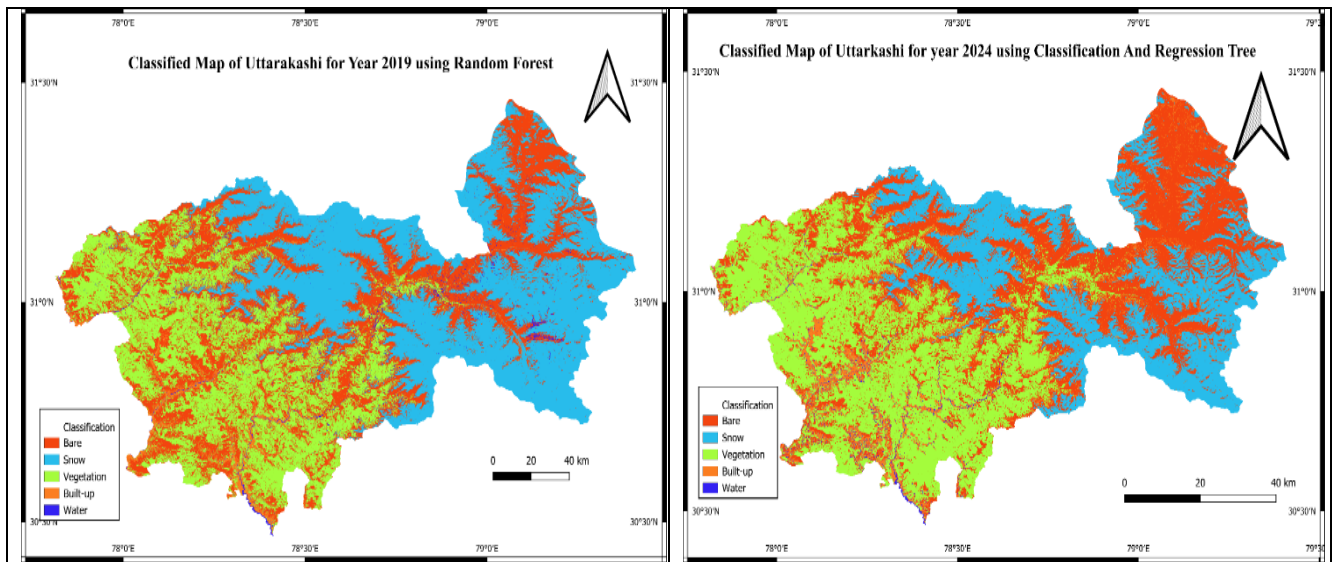 78°0'E 78°30'E 79°0'E
Classified Map of Uttarakashi for Year 2019 using Random Forest
31°30'N 31°30'N
31°0'N 31°0'N
Classification
Bare
Snow
Vegetation
Built-up
Water
0 20 40 km
30°30'N 30°30'N
78°0'E 78°30'E 79°0'E
78°0'E 78°30'E 79°0'E 79°3
Classified Map of Uttarkashi for year 2024 using Classification And Regression Tree
31°30'N 31°30'N
31°0'N 31°0'N
Classification
Bare
Snow
Vegetation
Built-up
Water
0 20 40 km
30°30'N 30°30'N
78°0'E 78°30'E 79°0'E 79°30